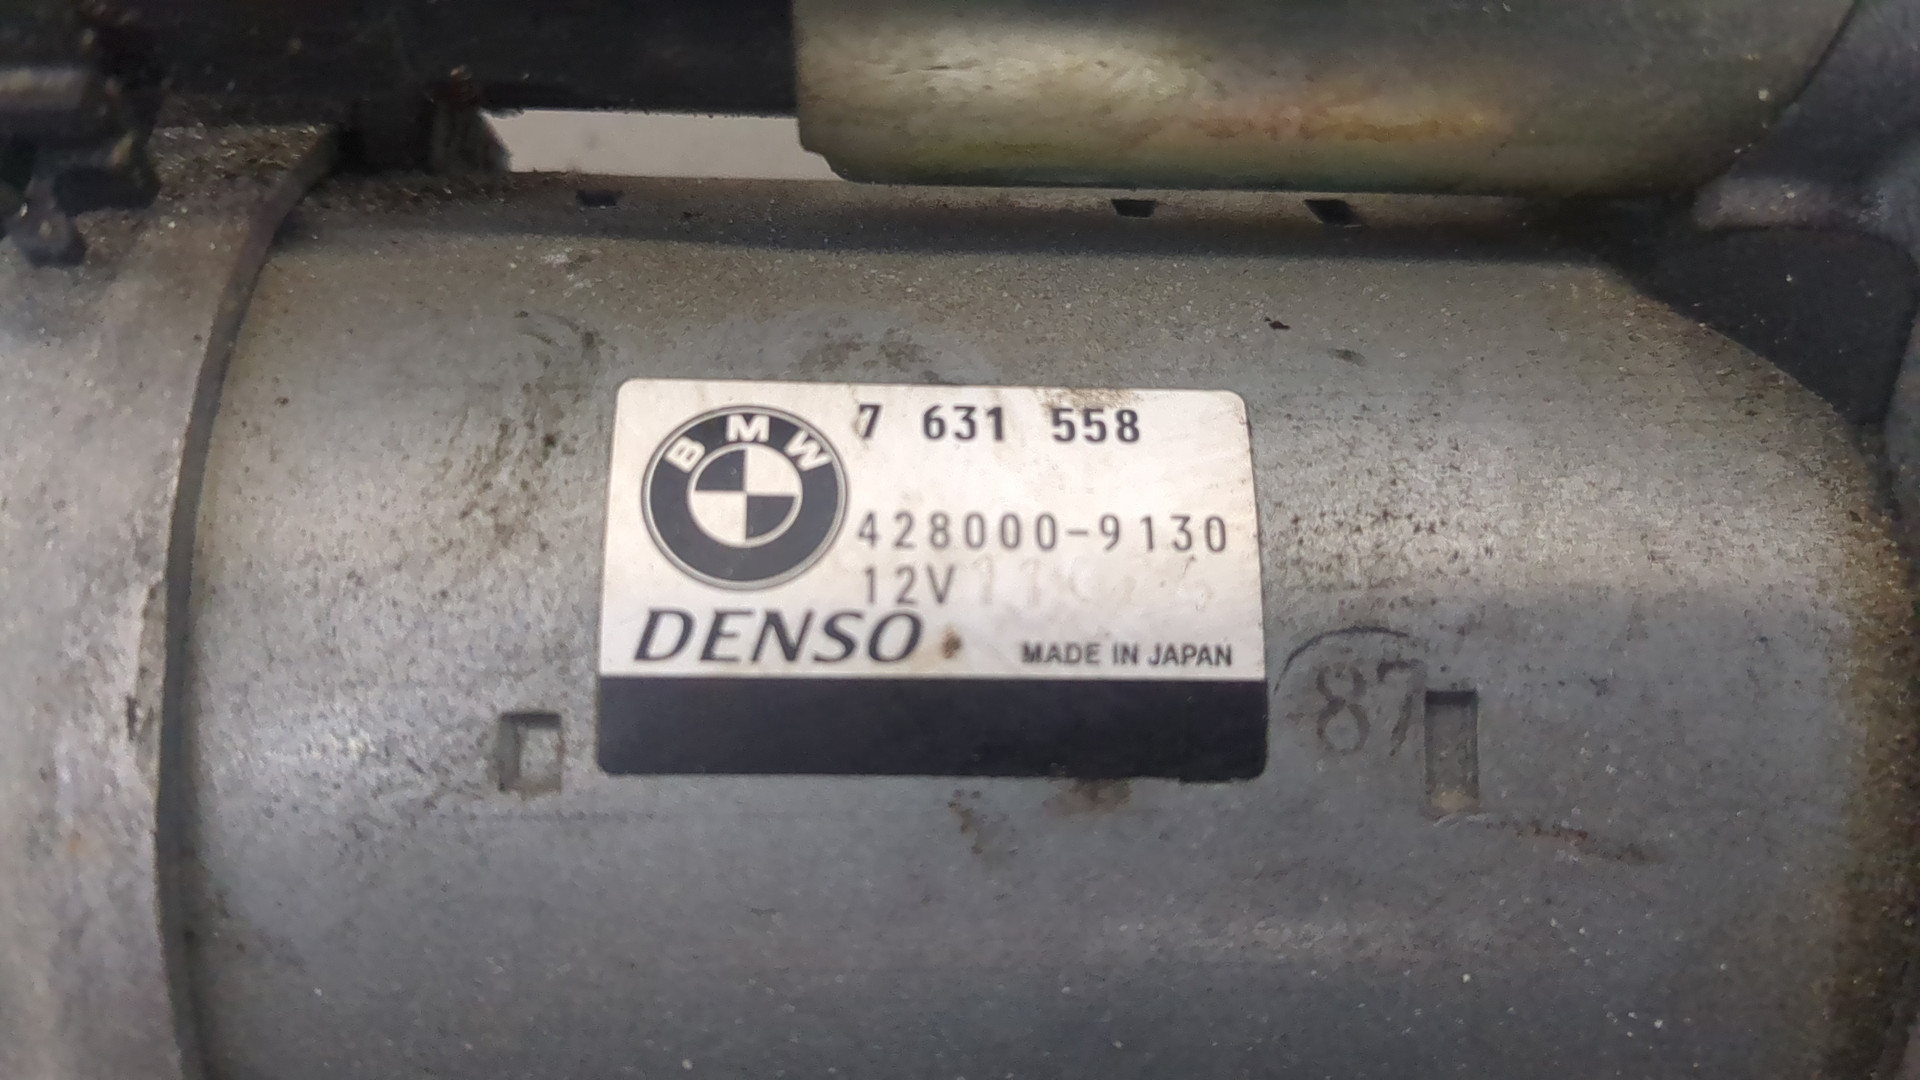 BMW
7 631 558
428000-9130
12V
DENSO
MADE IN JAPAN
87